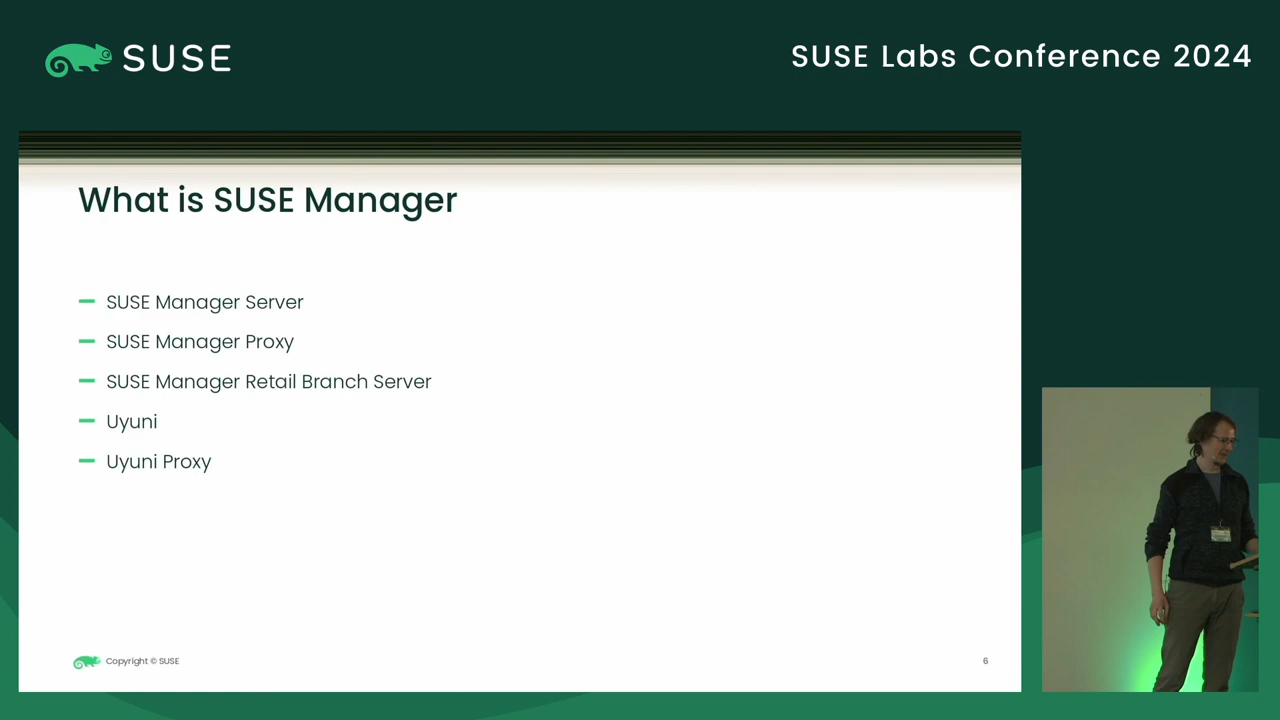 SUSE
SUSE Labs Conference 2024
What is SUSE Manager
SUSE Manager Server
SUSE Manager Proxy
SUSE Manager Retail Branch Server
Uyuni
Uyuni Proxy
Copyright © SUSE
6